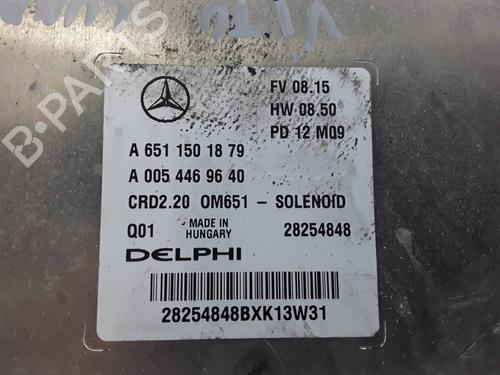 VITO
FV 08.15
HW 08.50
PD 12 M09
A 651 150 18 79
A 005 446 96 40
CRD2.20 OM651 - SOLENOID
Q01 MADE IN HUNGARY 28254848
DELPHI
28254848BXK13W31
B-PARTS